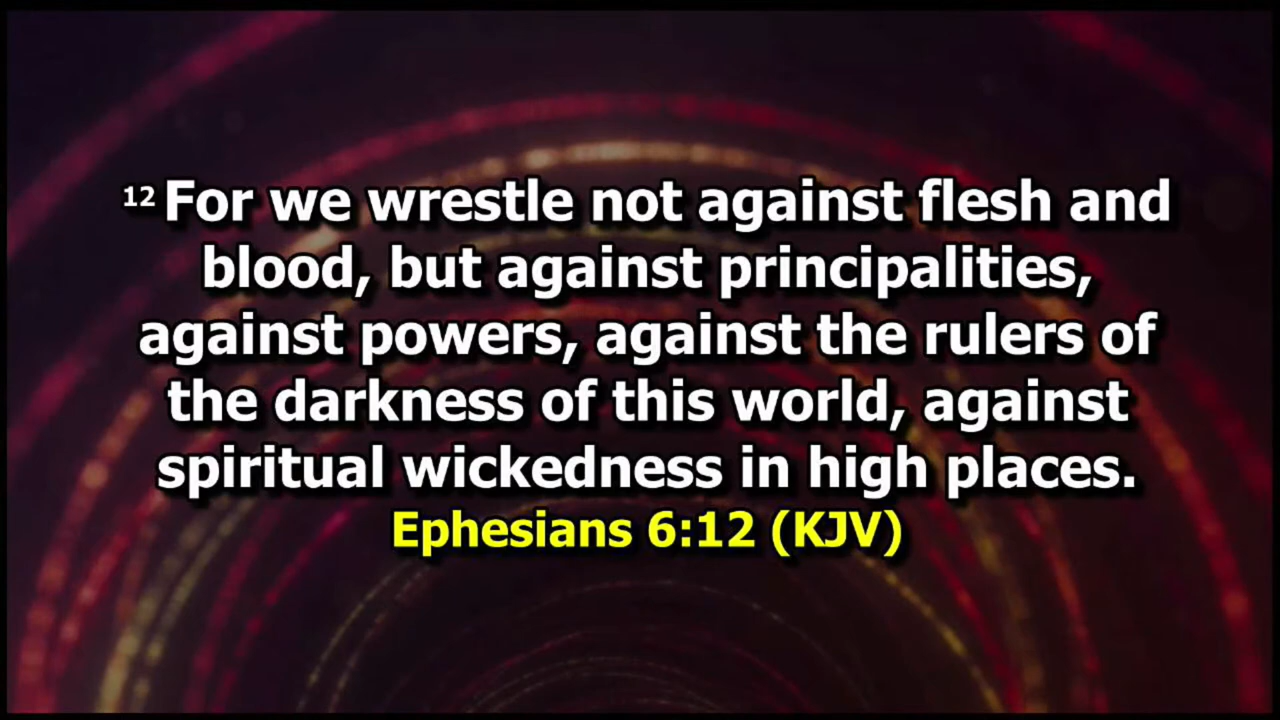 12 For we wrestle not against flesh and
blood, but against principalities,
against powers, against the rulers of
the darkness of this world, against
spiritual wickedness in high places.
Ephesians 6:12 (KJV)